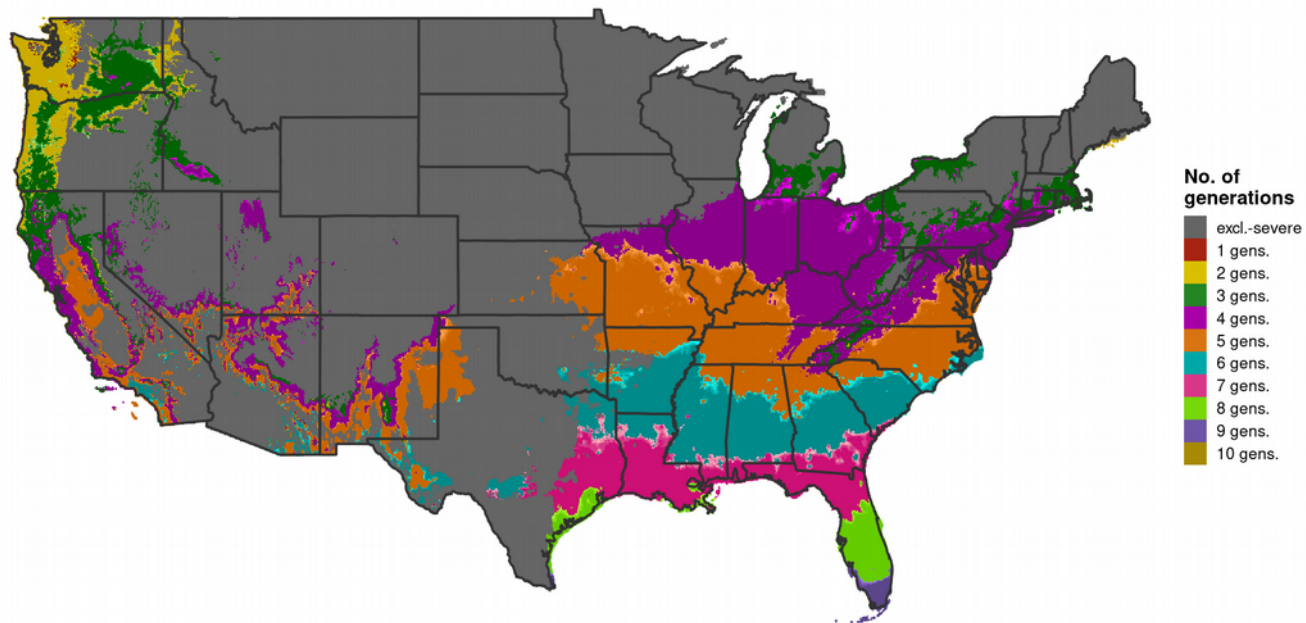 No. of
generations
excl.-severe
1 gens.
2 gens.
3 gens.
4 gens.
5 gens.
6 gens.
7 gens.
8 gens.
9 gens.
10 gens.